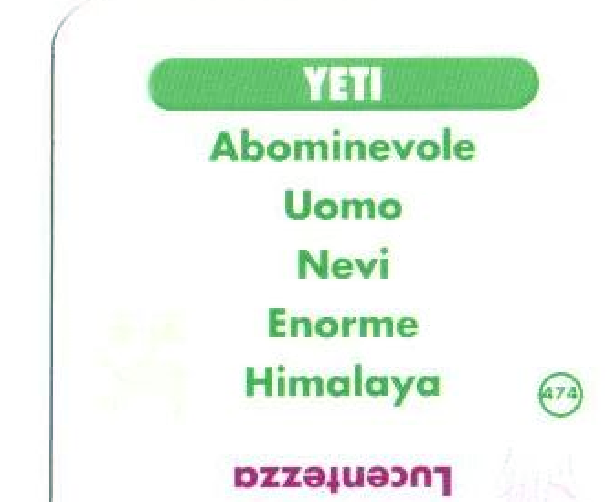 YETI
Abominevole
Uomo
Nevi
Enorme
Himalaya
474
Lucentezza